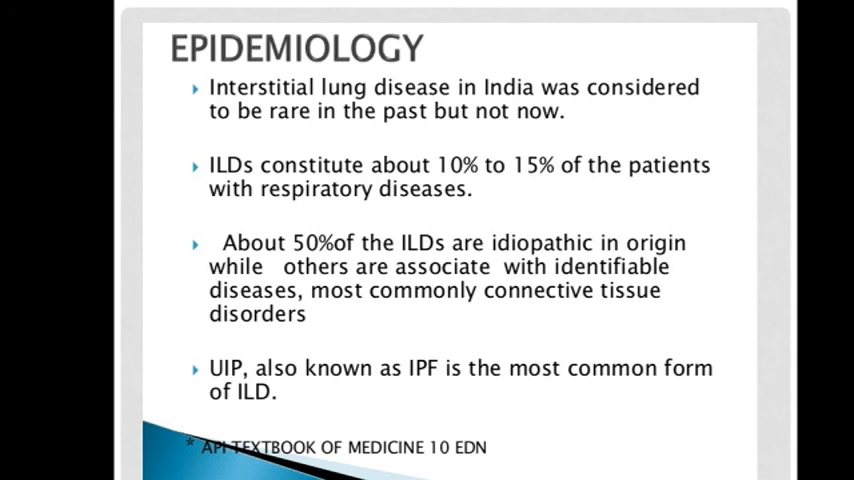 EPIDEMIOLOGY
Interstitial lung disease in India was considered
to be rare in the past but not now.
ILDs constitute about 10% to 15% of the patients
with respiratory diseases.
About 50%of the ILDs are idiopathic in origin
while others are associate with identifiable
diseases, most commonly connective tissue
disorders
UIP, also known as IPF is the most common form
of ILD.
* API TEXTBOOK OF MEDICINE 10 EDN